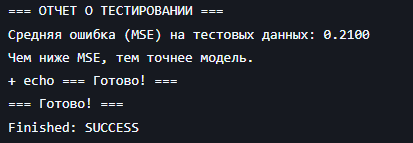 === ОТЧЕТ О ТЕСТИРОВАНИИ ===
Средняя ошибка (MSE) на тестовых данных: 0.2100
Чем ниже MSE, тем точнее модель.
+ echo === Готово! ===
=== Готово! ===
Finished: SUCCESS